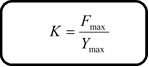 K = F_max / Y_max